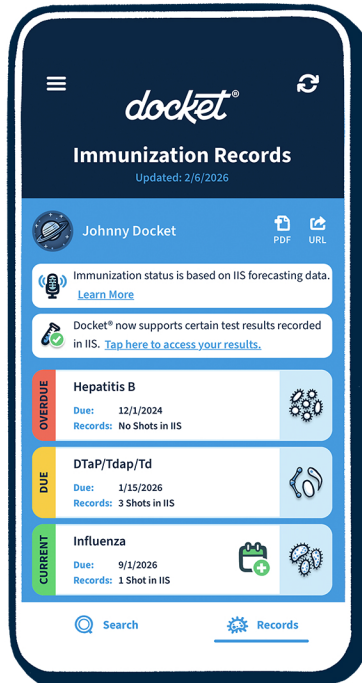 docket®
Immunization Records
Updated: 2/6/2026
Johnny Docket
PDF
URL
Immunization status is based on IIS forecasting data.
Learn More
Docket® now supports certain test results recorded
in IIS. Tap here to access your results.
OVERDUE
Hepatitis B
Due: 12/1/2024
Records: No Shots in IIS
DUE
DTaP/Tdap/Td
Due: 1/15/2026
Records: 3 Shots in IIS
CURRENT
Influenza
Due: 9/1/2026
Records: 1 Shot in IIS
Search
Records